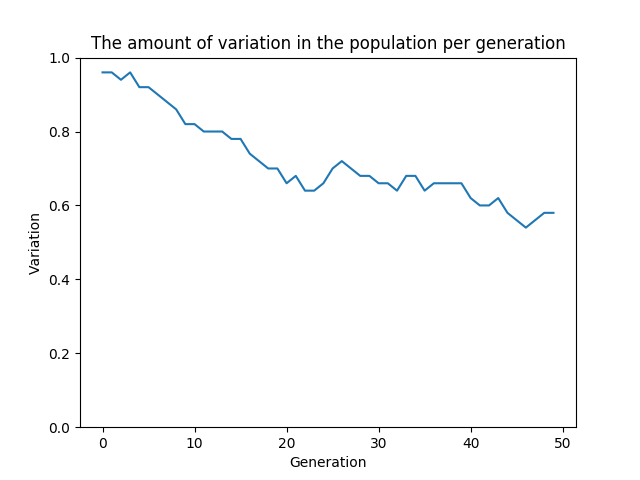 The amount of variation in the population per generation
1.0
0.8
0.6
0.4
0.2
0.0
Variation
0 10 20 30 40 50
Generation